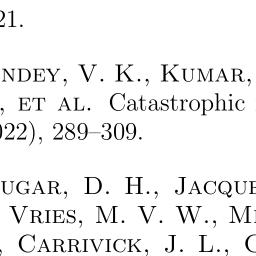 21.
NDEY, V. K., KUMAR,
, ET AL. Catastrophic
022), 289–309.
UGAR, D. H., JACQUE
VRIES, M. V. W., M
, CARRIVICK, J. L.,